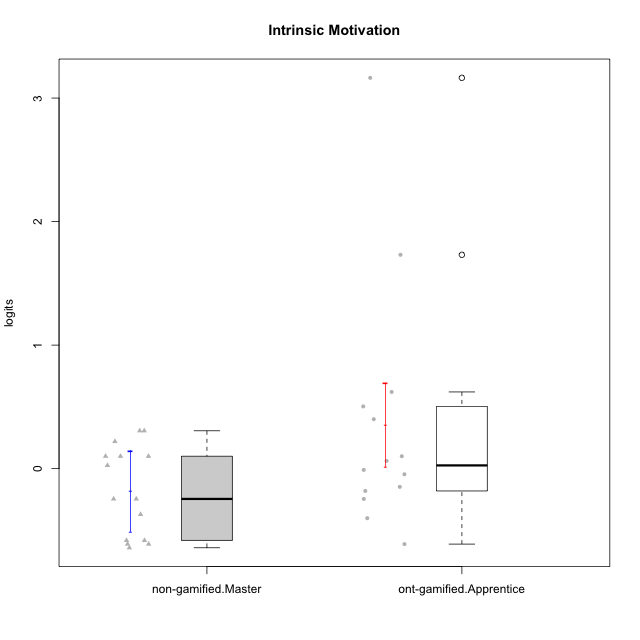 Intrinsic Motivation
logits
3
2
1
0
non-gamified.Master
ont-gamified.Apprentice